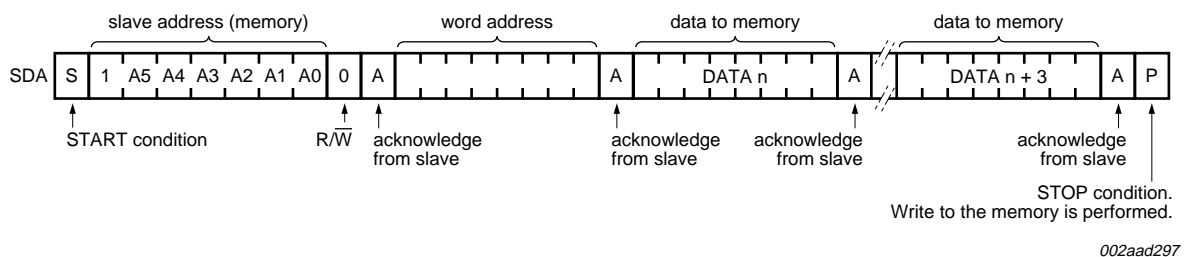 slave address (memory) word address data to memory data to memory
SDA S 1 A5 A4 A3 A2 A1 A0 0 A A DATA n A DATA n + 3 A P
START condition R/W̅ acknowledge from slave acknowledge from slave acknowledge from slave acknowledge from slave
STOP condition.
Write to the memory is performed.
002aad297